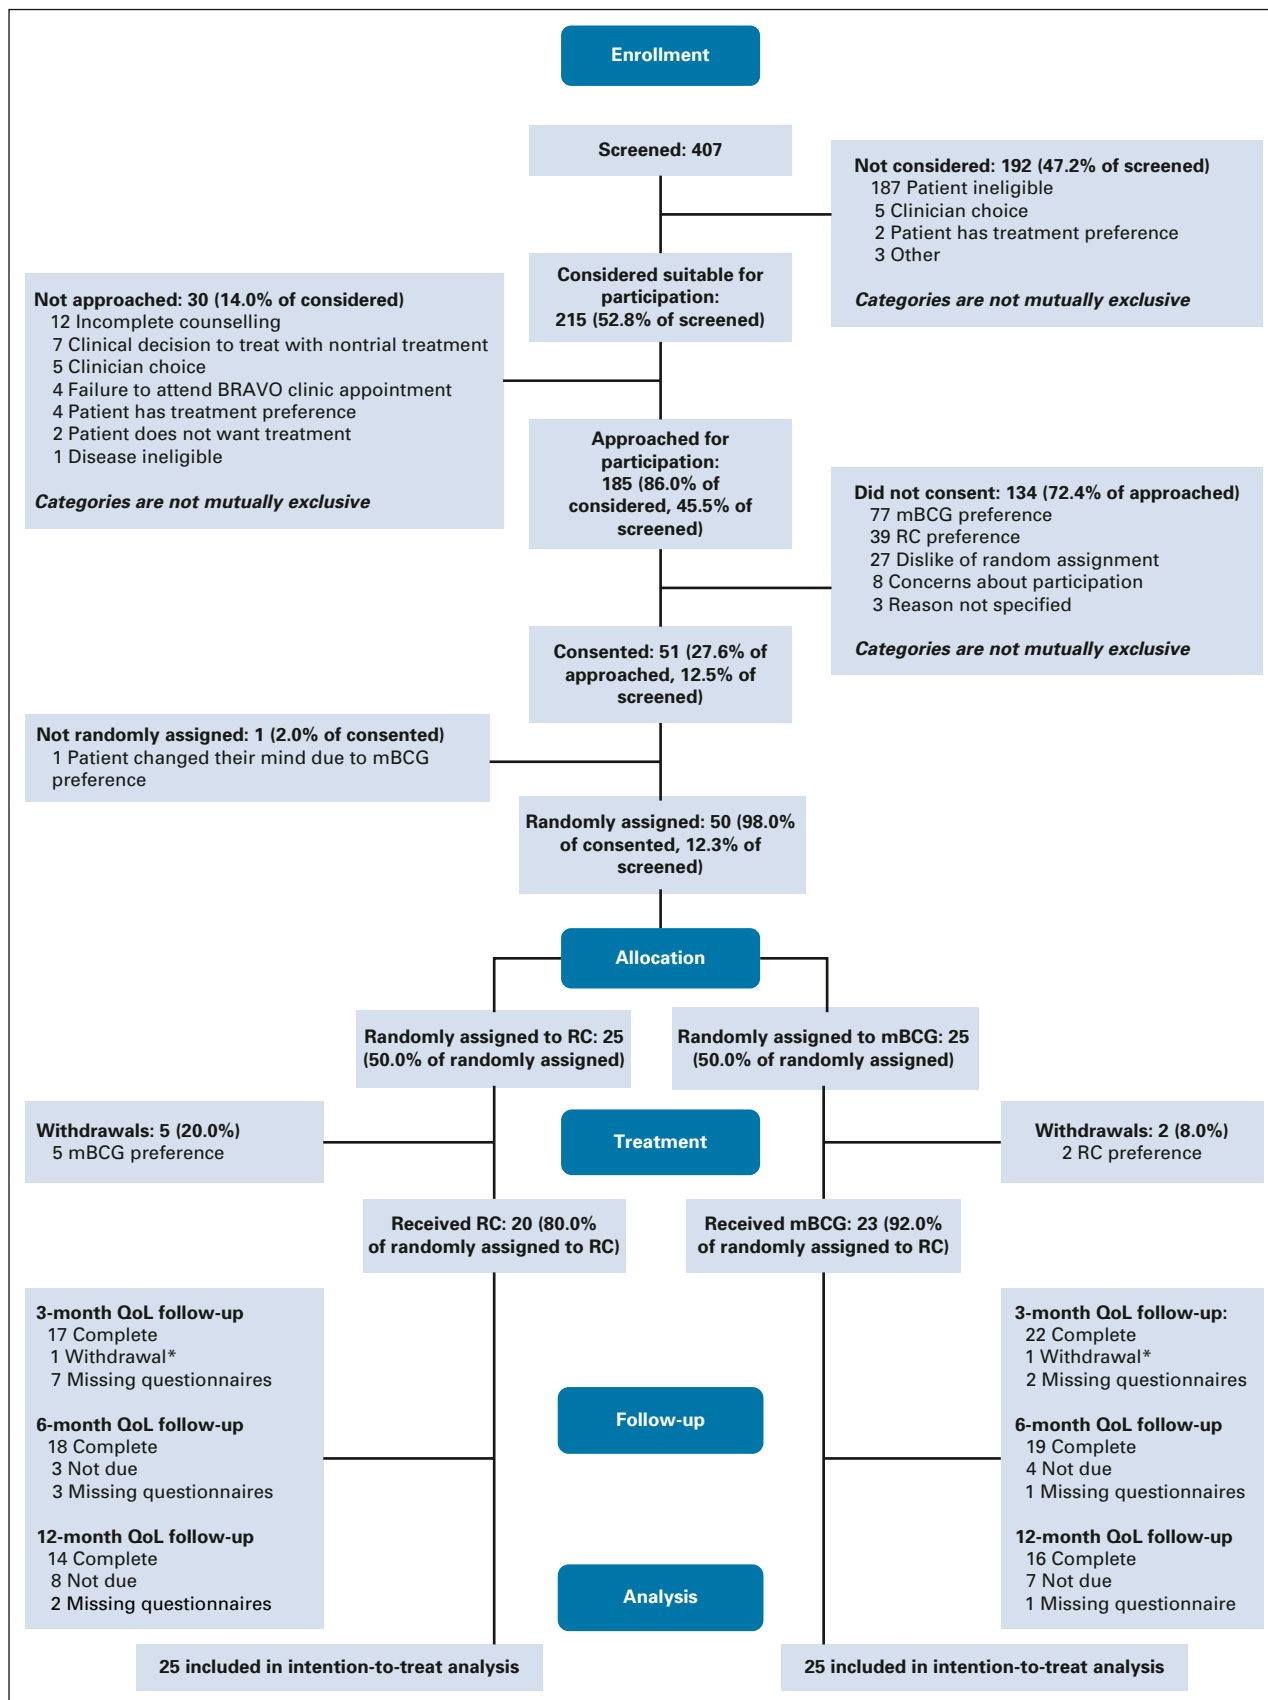 Enrollment
Screened: 407
Not considered: 192 (47.2% of screened)
187 Patient ineligible
5 Clinician choice
2 Patient has treatment preference
3 Other
Categories are not mutually exclusive
Considered suitable for
participation:
215 (52.8% of screened)
Not approached: 30 (14.0% of considered)
12 Incomplete counselling
7 Clinical decision to treat with nontrial treatment
5 Clinician choice
4 Failure to attend BRAVO clinic appointment
4 Patient has treatment preference
2 Patient does not want treatment
1 Disease ineligible
Categories are not mutually exclusive
Approached for
participation:
185 (86.0% of
considered, 45.5% of
screened)
Did not consent: 134 (72.4% of approached)
77 mBCG preference
39 RC preference
27 Dislike of random assignment
8 Concerns about participation
3 Reason not specified
Categories are not mutually exclusive
Consented: 51 (27.6% of
approached, 12.5% of
screened)
Not randomly assigned: 1 (2.0% of consented)
1 Patient changed their mind due to mBCG
preference
Randomly assigned: 50 (98.0%
of consented, 12.3% of
screened)
Allocation
Randomly assigned to RC: 25
(50.0% of randomly assigned)
Randomly assigned to mBCG: 25
(50.0% of randomly assigned)
Withdrawals: 5 (20.0%)
5 mBCG preference
Treatment
Withdrawals: 2 (8.0%)
2 RC preference
Received RC: 20 (80.0%
of randomly assigned to RC)
Received mBCG: 23 (92.0%
of randomly assigned to RC)
3-month QoL follow-up
17 Complete
1 Withdrawal*
7 Missing questionnaires
6-month QoL follow-up
18 Complete
3 Not due
3 Missing questionnaires
12-month QoL follow-up
14 Complete
8 Not due
2 Missing questionnaires
Follow-up
Analysis
3-month QoL follow-up:
22 Complete
1 Withdrawal*
2 Missing questionnaires
6-month QoL follow-up
19 Complete
4 Not due
1 Missing questionnaires
12-month QoL follow-up
16 Complete
7 Not due
1 Missing questionnaire
25 included in intention-to-treat analysis
25 included in intention-to-treat analysis